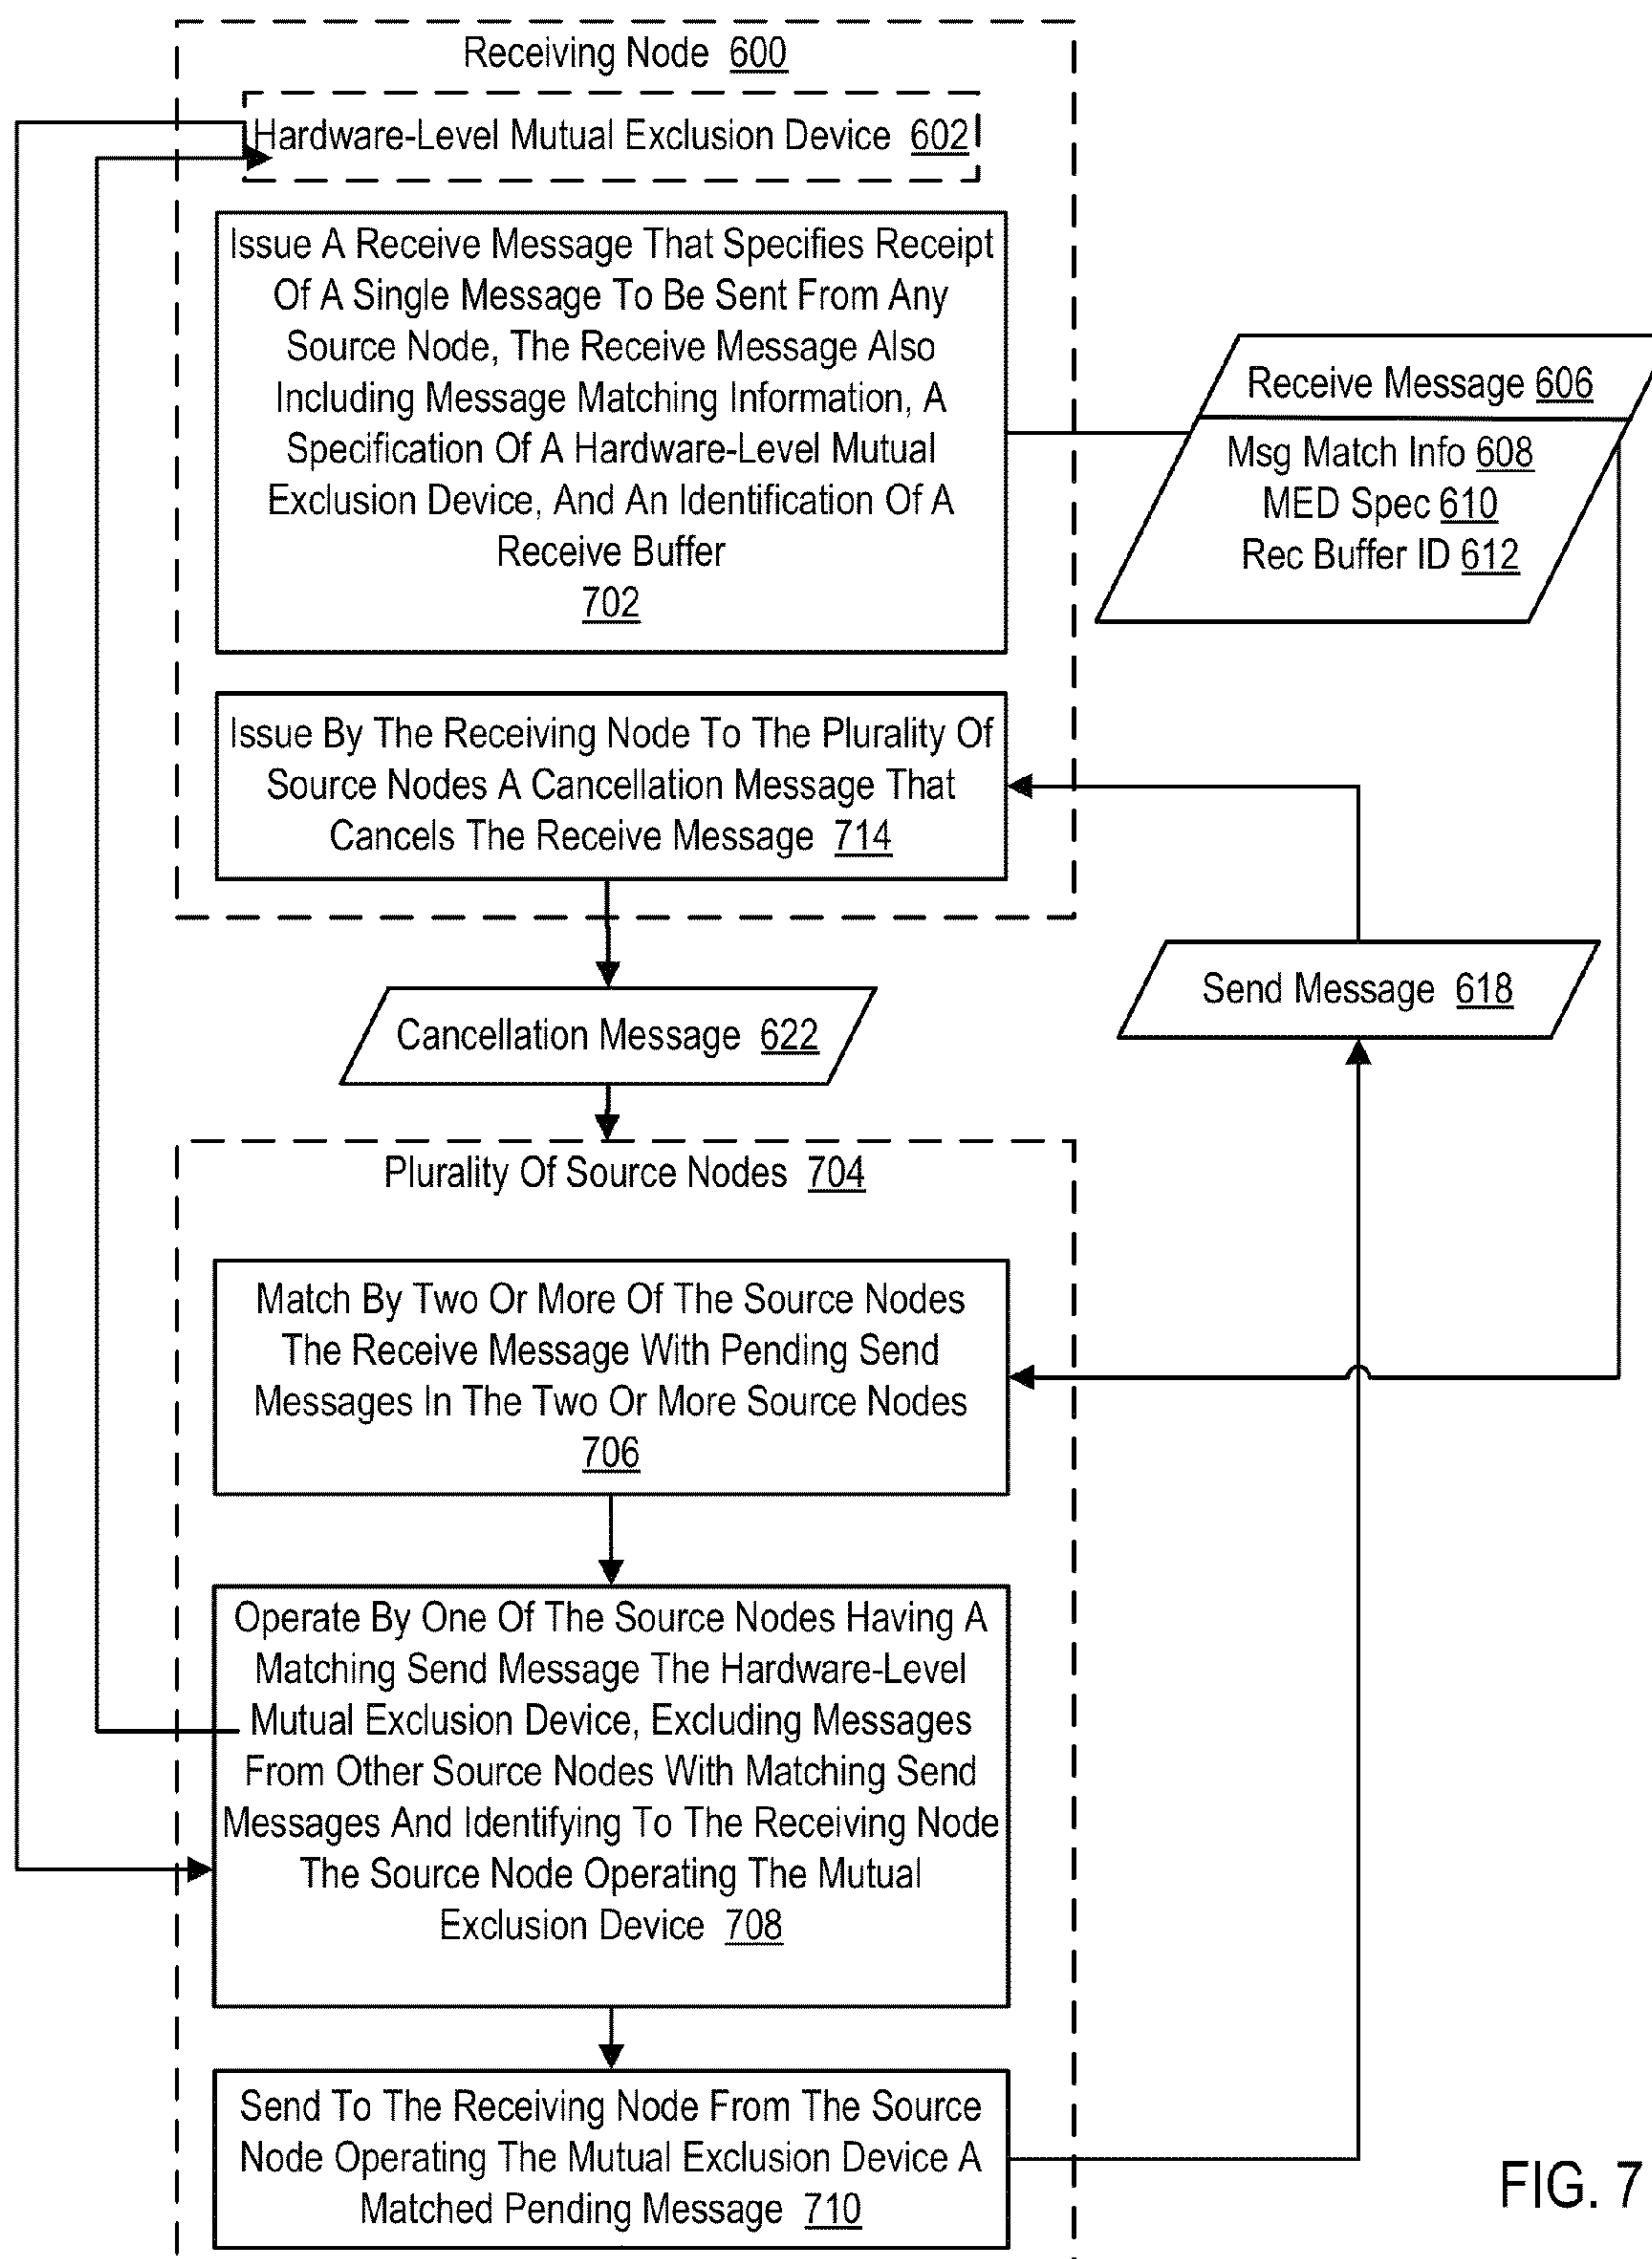 Receiving Node 600
Hardware-Level Mutual Exclusion Device 602
Issue A Receive Message That Specifies Receipt
Of A Single Message To Be Sent From Any
Source Node, The Receive Message Also
Including Message Matching Information, A
Specification Of A Hardware-Level Mutual
Exclusion Device, And An Identification Of A
Receive Buffer
702
Receive Message 606
Msg Match Info 608
MED Spec 610
Rec Buffer ID 612
Issue By The Receiving Node To The Plurality Of
Source Nodes A Cancellation Message That
Cancels The Receive Message 714
Send Message 618
Cancellation Message 622
Plurality Of Source Nodes 704
Match By Two Or More Of The Source Nodes
The Receive Message With Pending Send
Messages In The Two Or More Source Nodes
706
Operate By One Of The Source Nodes Having A
Matching Send Message The Hardware-Level
Mutual Exclusion Device, Excluding Messages
From Other Source Nodes With Matching Send
Messages And Identifying To The Receiving Node
The Source Node Operating The Mutual
Exclusion Device 708
Send To The Receiving Node From The Source
Node Operating The Mutual Exclusion Device A
Matched Pending Message 710
FIG. 7